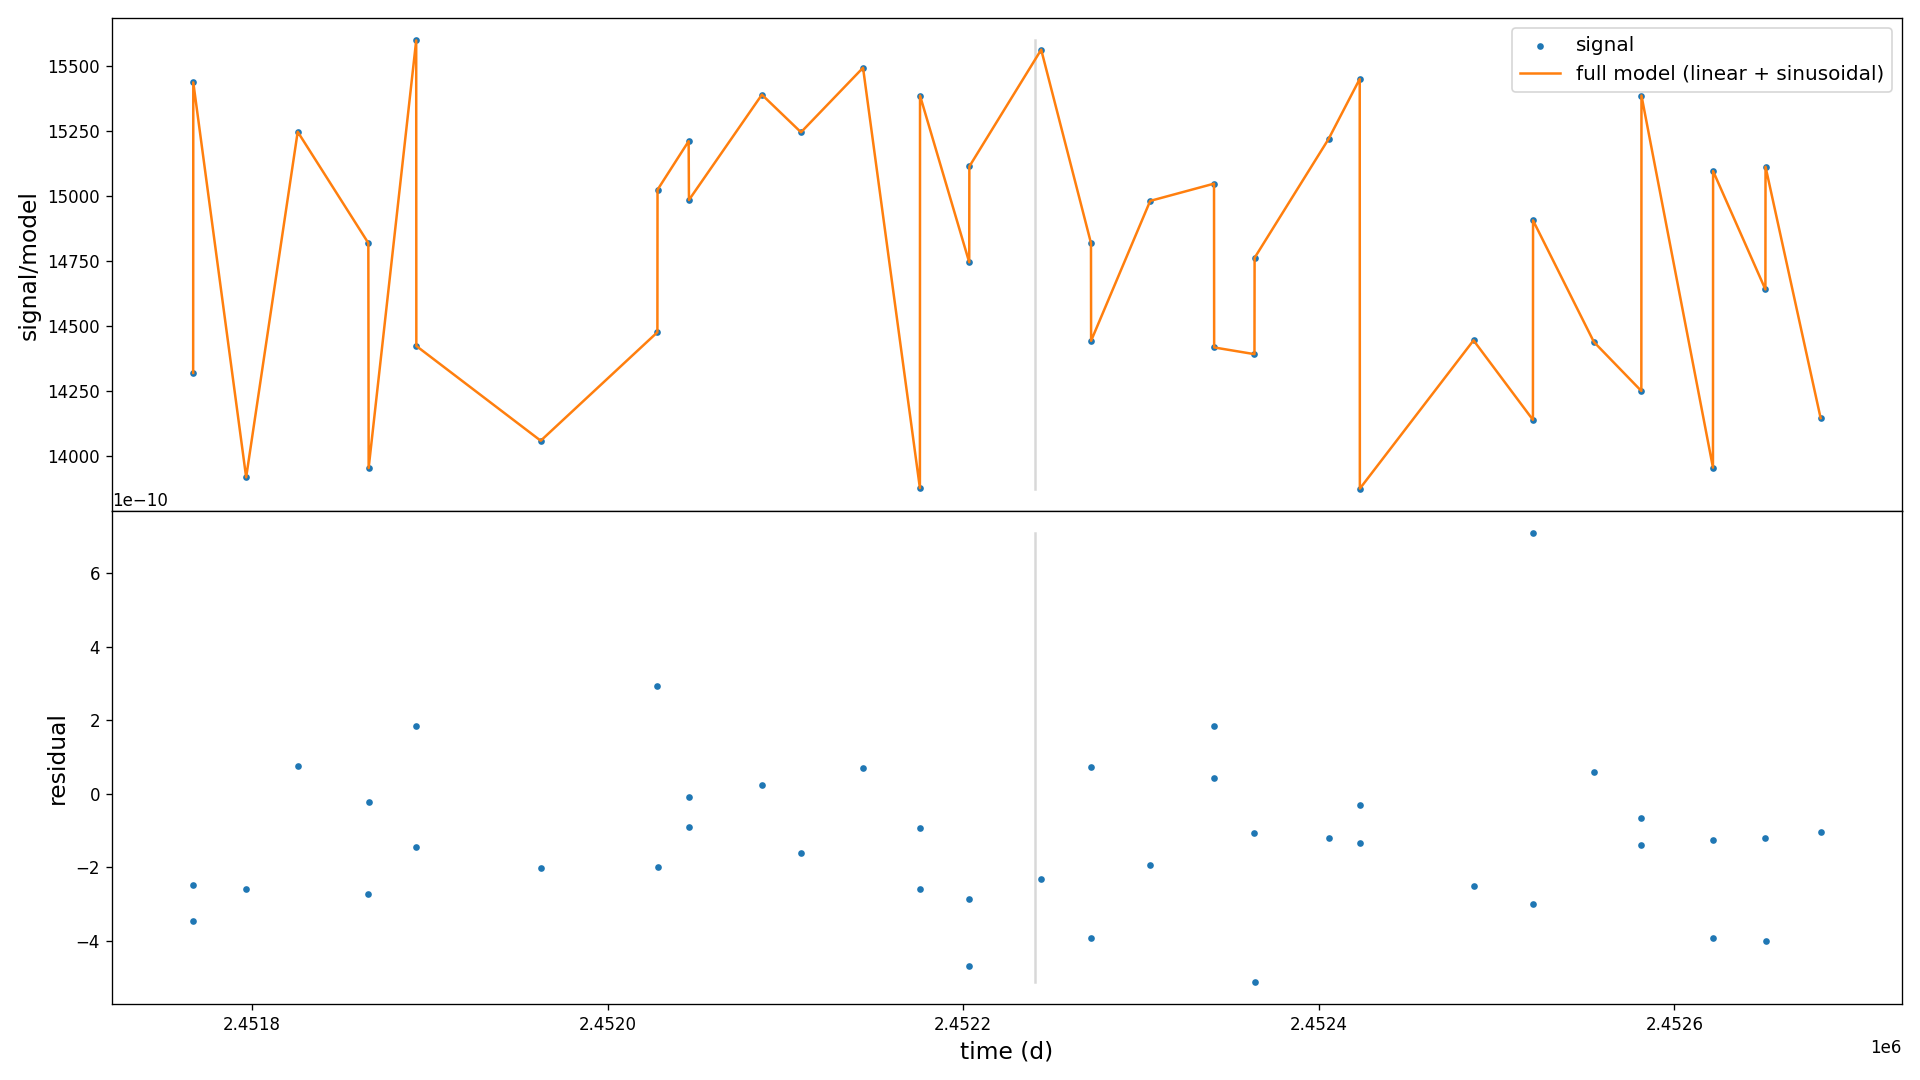 signal
full model (linear + sinusoidal)
15500
15250
15000
14750
14500
14250
14000
signal/model
1e−10
6
4
2
0
−2
−4
residual
2.4518
2.4520
2.4522
2.4524
2.4526
time (d)
1e6